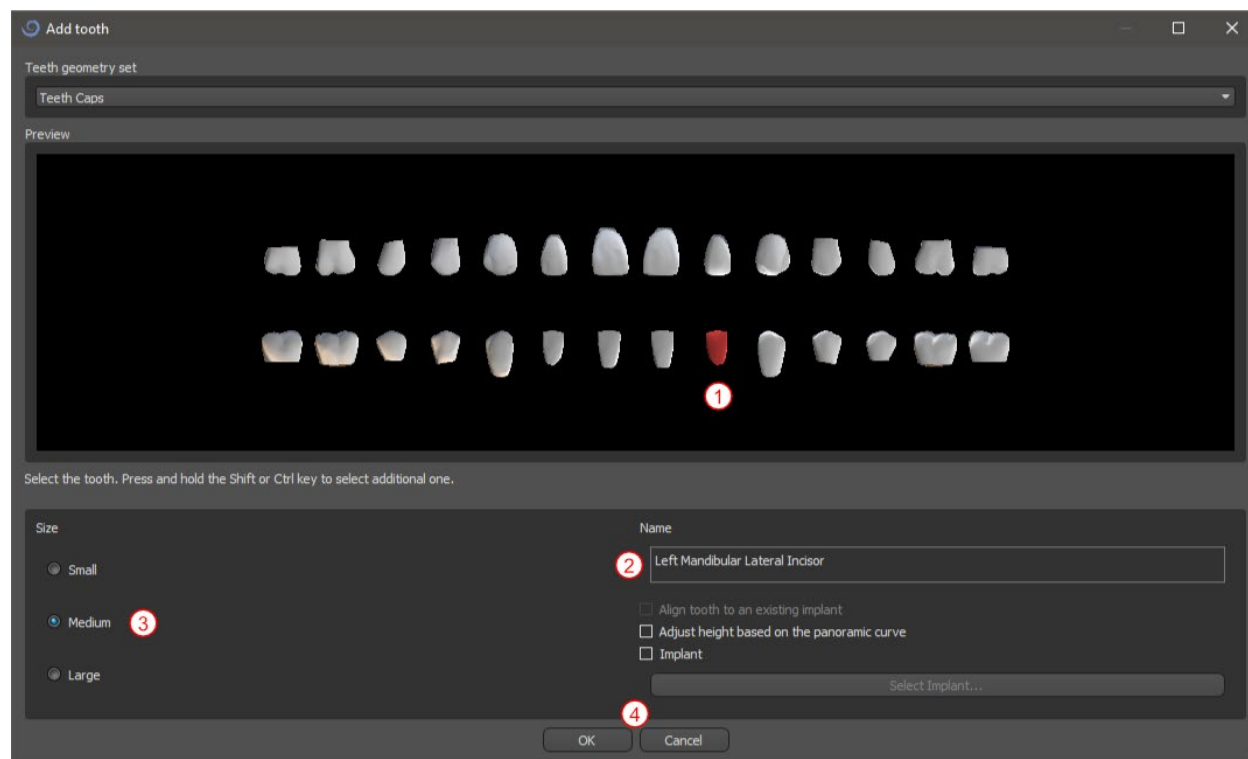 Add tooth
Teeth geometry set
Teeth Caps
Preview
1
Select the tooth. Press and hold the Shift or Ctrl key to select additional one.
Size
Small
Medium
3
Large
Name
2
Left Mandibular Lateral Incisor
Align tooth to an existing implant
Adjust height based on the panoramic curve
Implant
Select Implant...
4
OK
Cancel